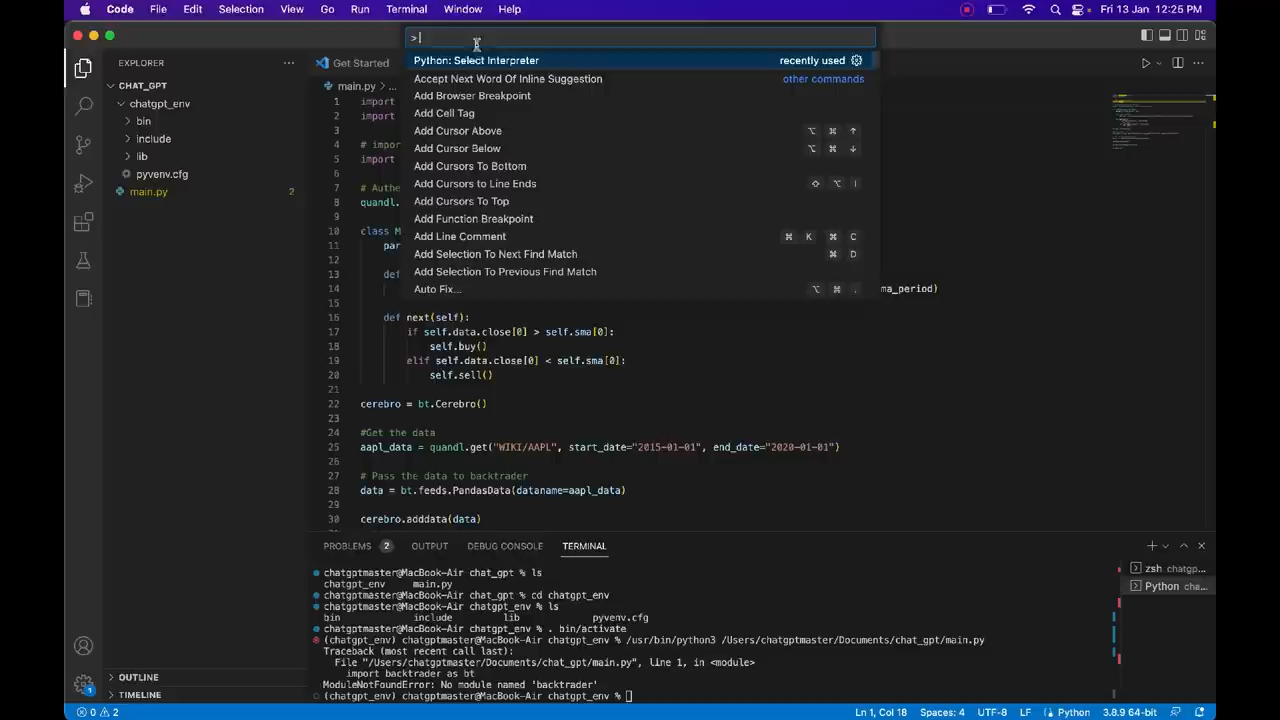 Code File Edit Selection View Go Run Terminal Window Help Fri 13 Jan 12:25 PM
>
EXPLORER
Get Started
Python: Select Interpreter recently used
Accept Next Word Of Inline Suggestion other commands
Add Browser Breakpoint
Add Cell Tag
Add Cursor Above ⌥ ⌘ ↑
Add Cursor Below ⌥ ⌘ ↓
Add Cursors To Bottom
Add Cursors to Line Ends ⇧ ⌥ I
Add Cursors To Top
Add Function Breakpoint
Add Line Comment ⌘ K ⌘ C
Add Selection To Next Find Match ⌘ D
Add Selection To Previous Find Match
Auto Fix... ⌥ ⌘ .
CHAT_GPT
chatgpt_env
bin
include
lib
pyvenv.cfg
main.py 2
main.py > ...
1 import
2 import
3
4 # impor
5 import
6
7 # Authe
8 quandl.
9
10 class M
11 par
12
13 def
14 ma_period)
15
16 def next(self):
17 if self.data.close[0] > self.sma[0]:
18 self.buy()
19 elif self.data.close[0] < self.sma[0]:
20 self.sell()
21
22 cerebro = bt.Cerebro()
23
24 #Get the data
25 aapl_data = quandl.get("WIKI/AAPL", start_date="2015-01-01", end_date="2020-01-01")
26
27 # Pass the data to backtrader
28 data = bt.feeds.PandasData(dataname=aapl_data)
29
30 cerebro.adddata(data)
PROBLEMS 2 OUTPUT DEBUG CONSOLE TERMINAL
zsh chatgp...
Python cha...
chatgptmaster@MacBook-Air chat_gpt % ls
chatgpt_env main.py
chatgptmaster@MacBook-Air chat_gpt % cd chatgpt_env
chatgptmaster@MacBook-Air chatgpt_env % ls
bin include lib pyvenv.cfg
chatgptmaster@MacBook-Air chatgpt_env % . bin/activate
(chatgpt_env) chatgptmaster@MacBook-Air chatgpt_env % /usr/bin/python3 /Users/chatgptmaster/Documents/chat_gpt/main.py
Traceback (most recent call last):
File "/Users/chatgptmaster/Documents/chat_gpt/main.py", line 1, in <module>
import backtrader as bt
ModuleNotFoundError: No module named 'backtrader'
(chatgpt_env) chatgptmaster@MacBook-Air chatgpt_env %
OUTLINE
TIMELINE
1
0 2 Ln 1, Col 18 Spaces: 4 UTF-8 LF Python 3.8.9 64-bit